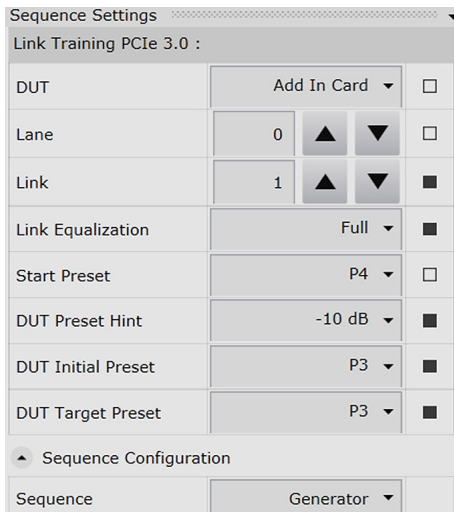 Sequence Settings
Link Training PCIe 3.0 :
DUT Add In Card
Lane 0
Link 1
Link Equalization Full
Start Preset P4
DUT Preset Hint -10 dB
DUT Initial Preset P3
DUT Target Preset P3
Sequence Configuration
Sequence Generator